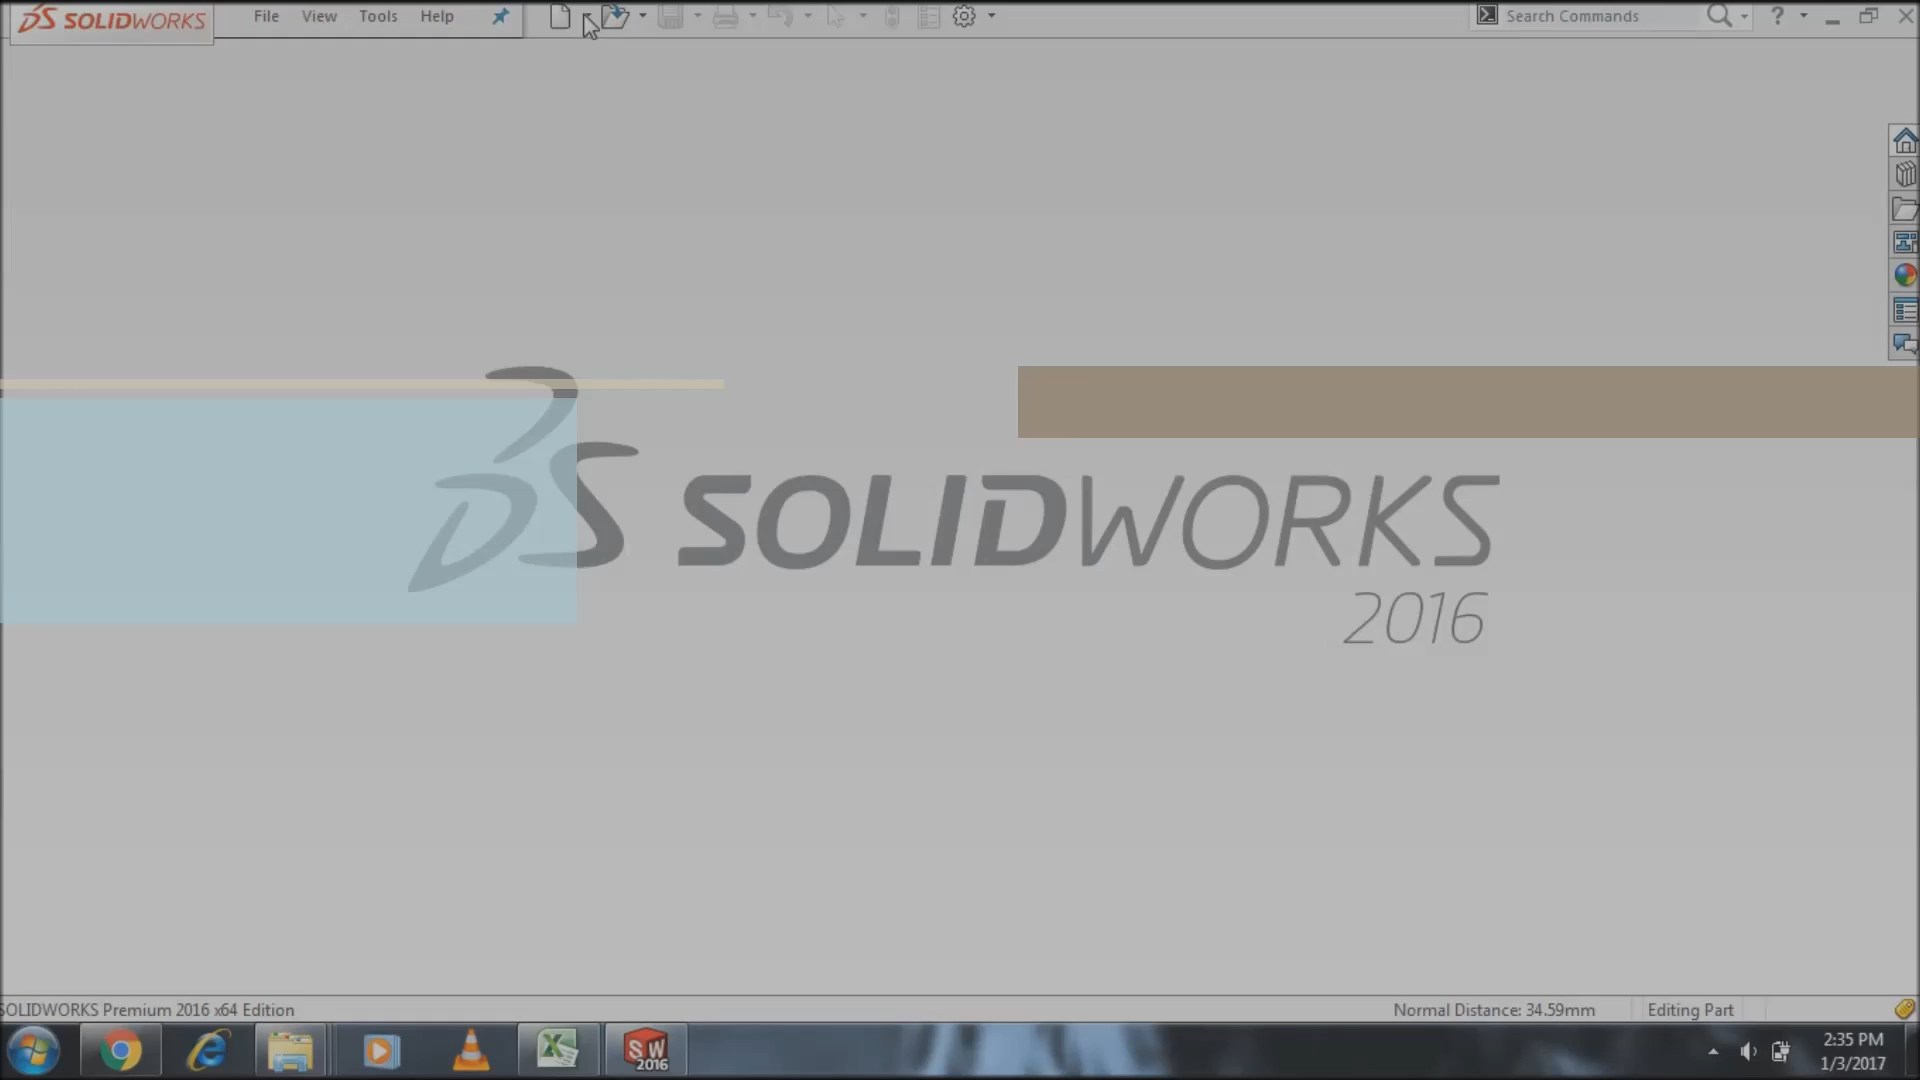 SOLIDWORKS File View Tools Help Search Commands ?
SOLIDWORKS
2016
SOLIDWORKS Premium 2016 x64 Edition Normal Distance: 34.59mm Editing Part
SW 2016
2:35 PM
1/3/2017